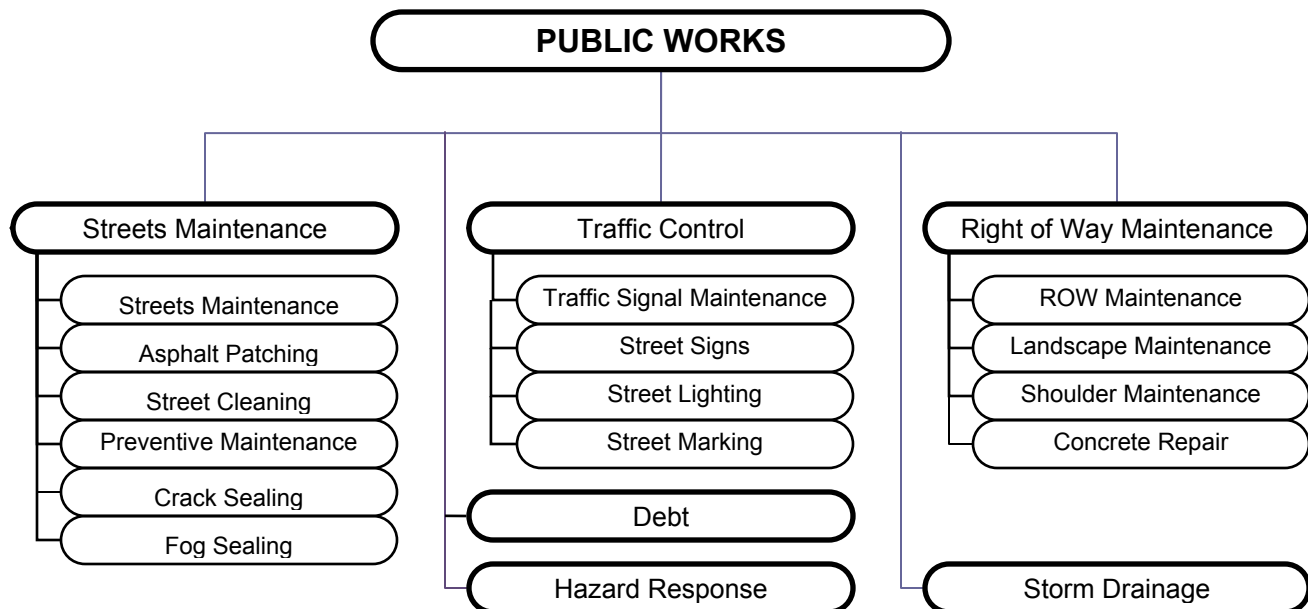 PUBLIC WORKS
Streets Maintenance
Streets Maintenance
Asphalt Patching
Street Cleaning
Preventive Maintenance
Crack Sealing
Fog Sealing
Traffic Control
Traffic Signal Maintenance
Street Signs
Street Lighting
Street Marking
Debt
Hazard Response
Right of Way Maintenance
ROW Maintenance
Landscape Maintenance
Shoulder Maintenance
Concrete Repair
Storm Drainage